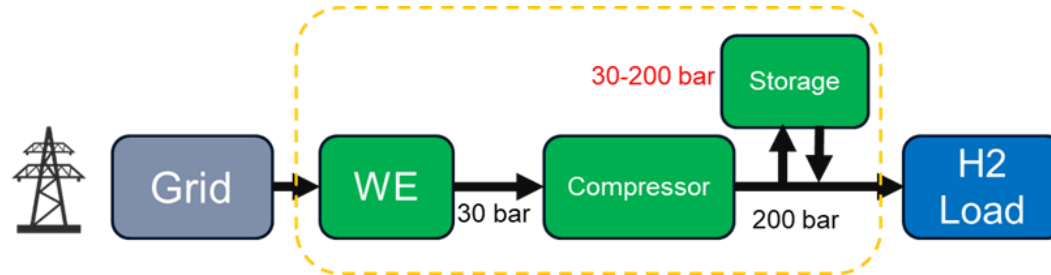 30-200 bar
Storage
Grid
WE
30 bar
Compressor
200 bar
H2
Load